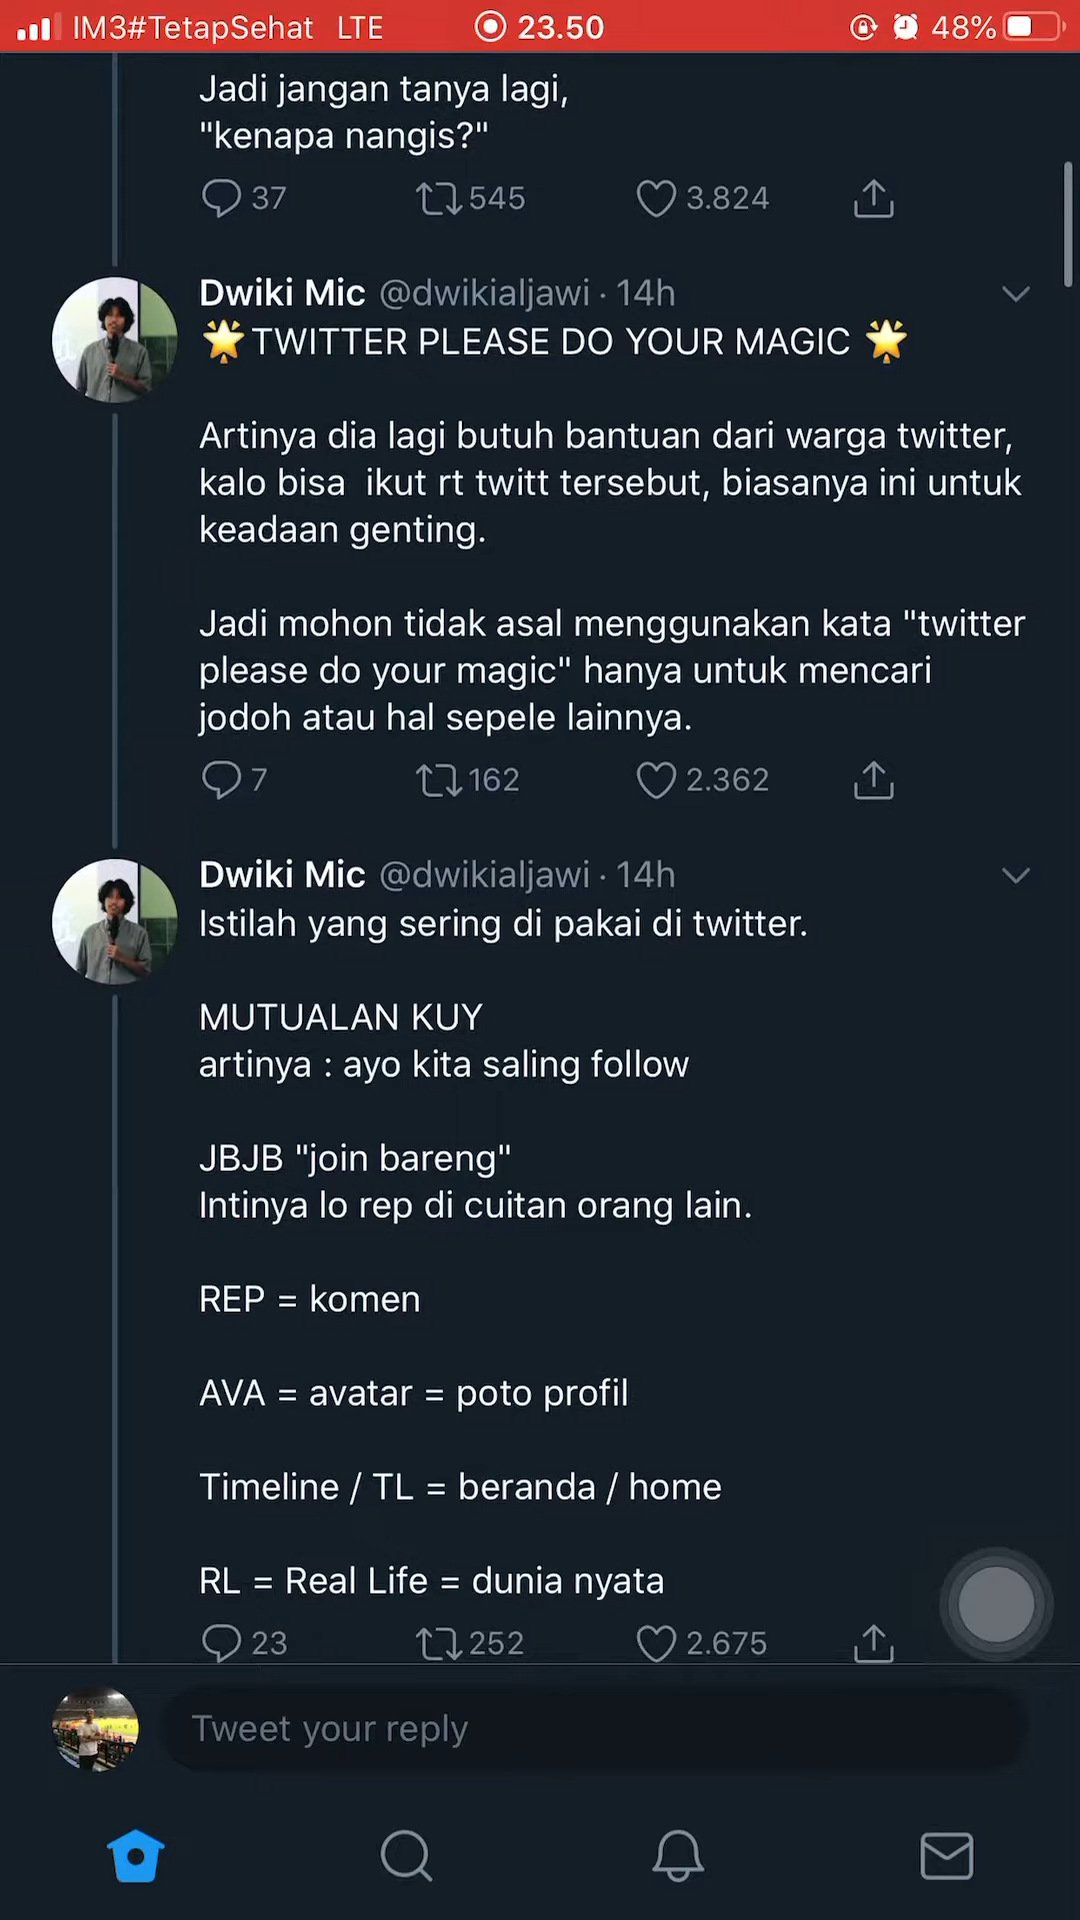 IM3#TetapSehat LTE 23.50 48%
Jadi jangan tanya lagi,
"kenapa nangis?"
37 545 3.824
Dwiki Mic @dwikialjawi · 14h
🌟TWITTER PLEASE DO YOUR MAGIC 🌟
Artinya dia lagi butuh bantuan dari warga twitter,
kalo bisa  ikut rt twitt tersebut, biasanya ini untuk
keadaan genting.
Jadi mohon tidak asal menggunakan kata "twitter
please do your magic" hanya untuk mencari
jodoh atau hal sepele lainnya.
7 162 2.362
Dwiki Mic @dwikialjawi · 14h
Istilah yang sering di pakai di twitter.
MUTUALAN KUY
artinya : ayo kita saling follow
JBJB "join bareng"
Intinya lo rep di cuitan orang lain.
REP = komen
AVA = avatar = poto profil
Timeline / TL = beranda / home
RL = Real Life = dunia nyata
23 252 2.675
Tweet your reply